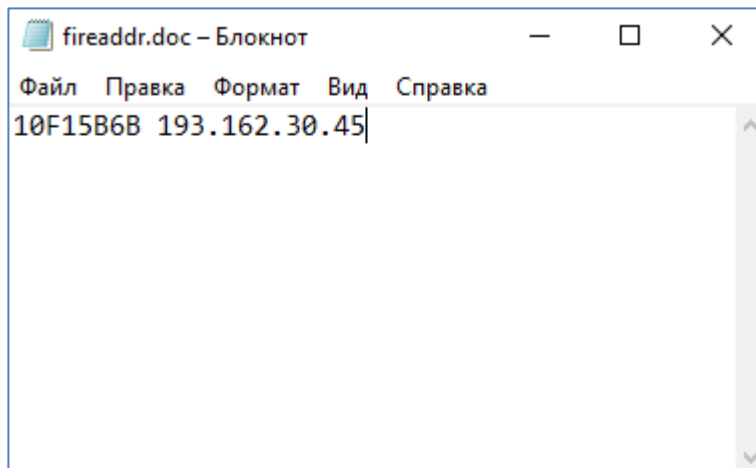 fireaddr.doc – Блокнот
Файл Правка Формат Вид Справка
10F15B6B 193.162.30.45